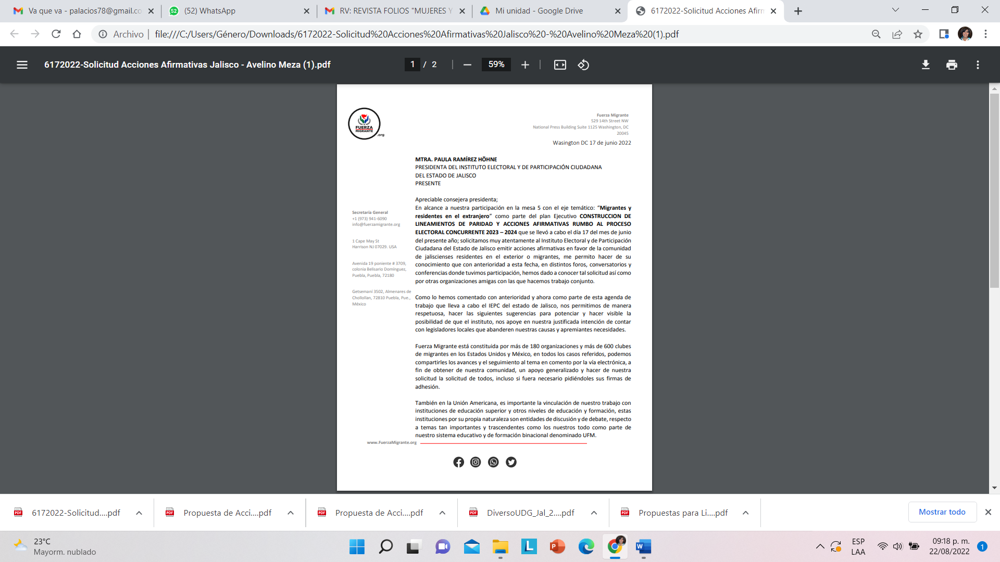 Va que va - palacios78@gmail.co
(52) WhatsApp
RV: REVISTA FOLIOS "MUJERES Y
Mi unidad - Google Drive
6172022-Solicitud Acciones Afirm
Archivo
file:///C:/Users/Género/Downloads/6172022-Solicitud%20Acciones%20Afirmativas%20Jalisco%20-%20Avelino%20Meza%20(1).pdf
6172022-Solicitud Acciones Afirmativas Jalisco - Avelino Meza (1).pdf
1 / 2
59%
FUERZA
MIGRANTE
.org
Fuerza Migrante
529 14th Street NW
National Press Building Suite 1125 Washington, DC
20045
Wasington DC 17 de junio 2022
MTRA. PAULA RAMÍREZ HÖHNE
PRESIDENTA DEL INSTITUTO ELECTORAL Y DE PARTICIPACIÓN CIUDADANA
DEL ESTADO DE JALISCO
PRESENTE
Apreciable consejera presidenta;
En alcance a nuestra participación en la mesa 5 con el eje temático: “Migrantes y
residentes en el extranjero” como parte del plan Ejecutivo CONSTRUCCION DE
LINEAMIENTOS DE PARIDAD Y ACCIONES AFIRMATIVAS RUMBO AL PROCESO
ELECTORAL CONCURRENTE 2023 – 2024 que se llevó a cabo el día 17 del mes de junio
del presente año; solicitamos muy atentamente al Instituto Electoral y de Participación
Ciudadana del Estado de Jalisco emitir acciones afirmativas en favor de la comunidad
de jaliscienses residentes en el exterior o migrantes, me permito hacer de su
conocimiento que con anterioridad a esta fecha, en distintos foros, conversatorios y
conferencias donde tuvimos participación, hemos dado a conocer tal solicitud así como
por otras organizaciones amigas con las que hacemos trabajo conjunto.
Como lo hemos comentado con anterioridad y ahora como parte de esta agenda de
trabajo que lleva a cabo el IEPC del estado de Jalisco, nos permitimos de manera
respetuosa, hacer las siguientes sugerencias para potenciar y hacer visible la
posibilidad de que el instituto, nos apoye en nuestra justificada intención de contar
con legisladores locales que abanderen nuestras causas y apremiantes necesidades.
Fuerza Migrante está constituida por más de 180 organizaciones y más de 600 clubes
de migrantes en los Estados Unidos y México, en todos los casos referidos, podemos
compartirles los avances y el seguimiento al tema en comento por la vía electrónica, a
fin de obtener de nuestra comunidad, un apoyo generalizado y hacer de nuestra
solicitud la solicitud de todos, incluso si fuera necesario pidiéndoles sus firmas de
adhesión.
También en la Unión Americana, es importante la vinculación de nuestro trabajo con
instituciones de educación superior y otros niveles de educación y formación, estas
instituciones por su propia naturaleza son entidades de discusión y de debate, respecto
a temas tan importantes y trascendentes como los nuestros todo como parte de
nuestro sistema educativo y de formación binacional denominado UFM.
Secretaría General
+1 (973) 941-6090
info@fuerzamigrante.org
1 Cape May St
Harrison NJ 07029. USA
Avenida 19 poniente # 3709,
colonia Belisario Domínguez,
Puebla, Puebla, 72180
Getsemaní 3502, Almenares de
Chollollan, 72810 Puebla, Pue.,
México
www.FuerzaMigrante.org
6172022-Solicitud....pdf
Propuesta de Acci....pdf
Propuesta de Acci....pdf
DiversoUDG_Jal_2....pdf
Propuestas para Li....pdf
Mostrar todo
23°C
Mayorm. nublado
ESP
LAA
09:18 p. m.
22/08/2022
1